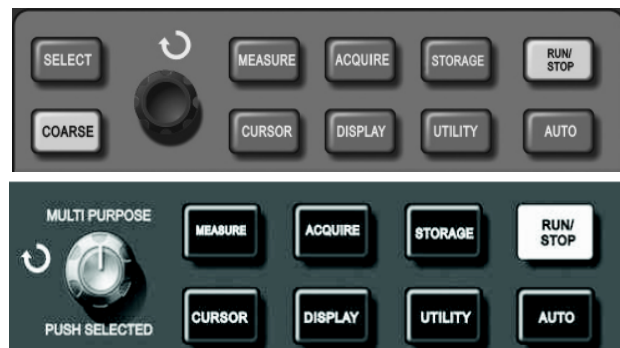 SELECT MEASURE ACQUIRE STORAGE RUN/
STOP
COARSE CURSOR DISPLAY UTILITY AUTO
MULTI PURPOSE
MEASURE ACQUIRE STORAGE RUN/
STOP
PUSH SELECTED
CURSOR DISPLAY UTILITY AUTO